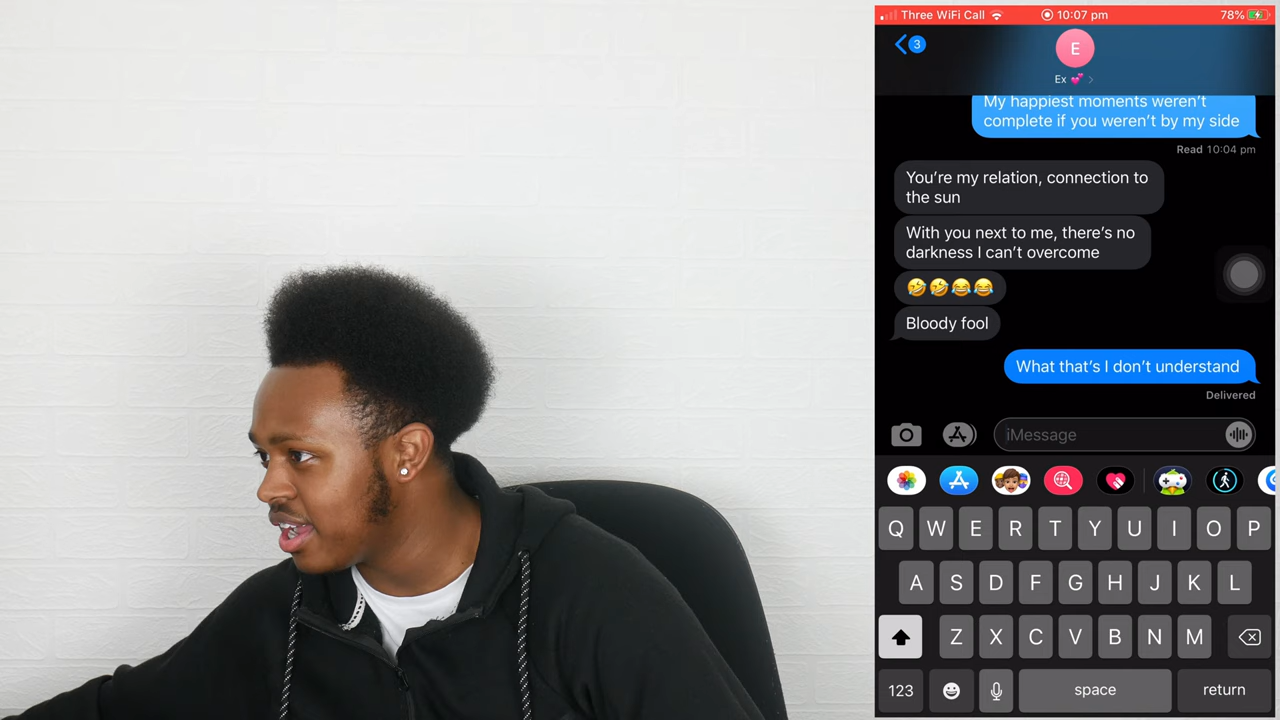 Three WiFi Call 10:07 pm 78%
3
E
Ex 💕
My happiest moments weren't
complete if you weren't by my side
Read 10:04 pm
You're my relation, connection to
the sun
With you next to me, there's no
darkness I can't overcome
🤣🤣😂😂
Bloody fool
What that's I don't understand
Delivered
iMessage
Q W E R T Y U I O P
A S D F G H J K L
Z X C V B N M
123 space return